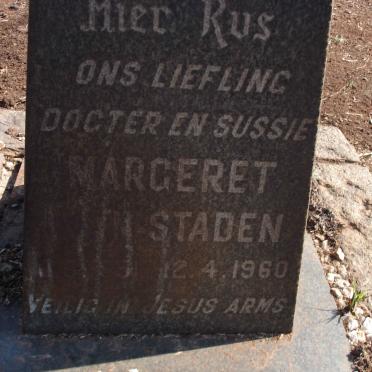 Hier Rus
ONS LIEFLING
DOGTER EN SUSSIE
MARGERET
STADEN
12.4.1960
VEILIG IN JESUS ARMS